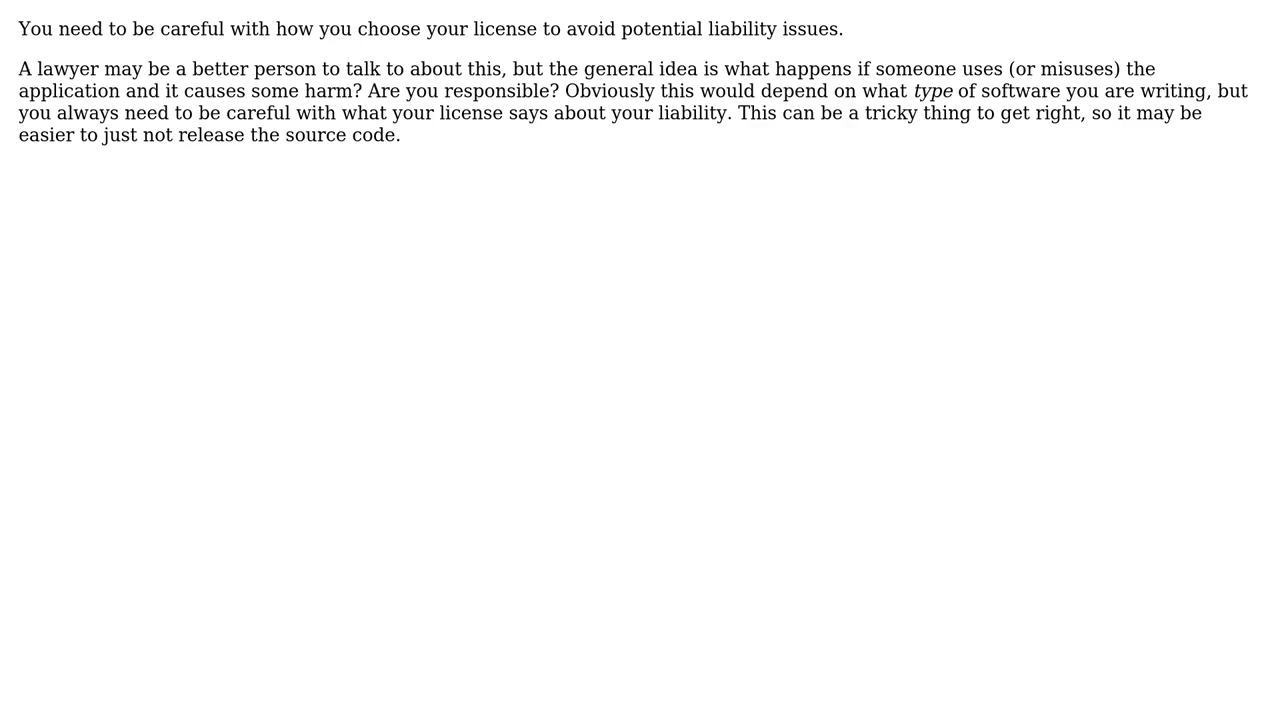 You need to be careful with how you choose your license to avoid potential liability issues.
A lawyer may be a better person to talk to about this, but the general idea is what happens if someone uses (or misuses) the
application and it causes some harm? Are you responsible? Obviously this would depend on what type of software you are writing, but
you always need to be careful with what your license says about your liability. This can be a tricky thing to get right, so it may be
easier to just not release the source code.